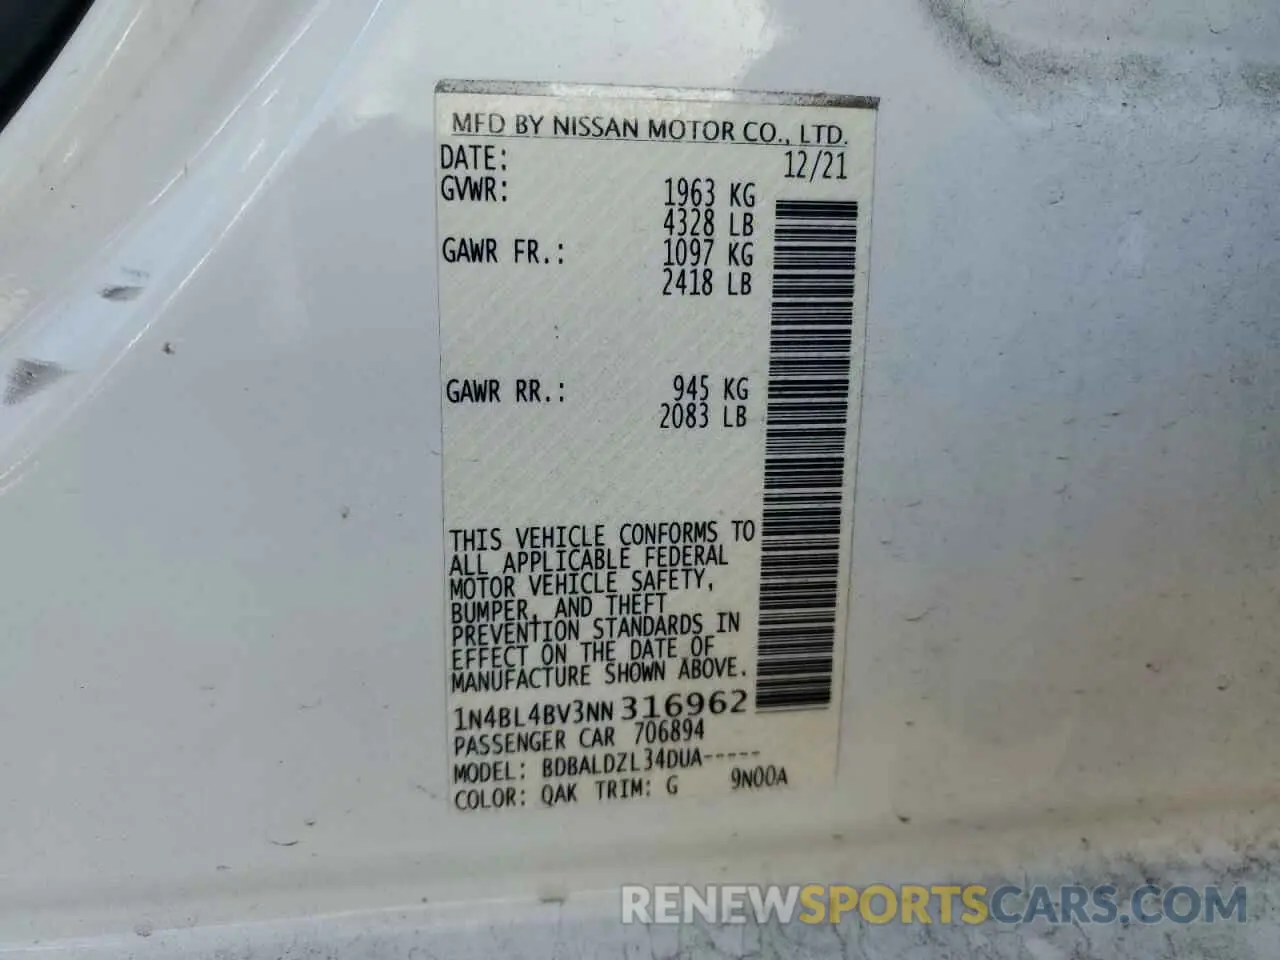 MFD BY NISSAN MOTOR CO., LTD.
DATE: 12/21
GVWR: 1963 KG
4328 LB
GAWR FR.: 1097 KG
2418 LB
GAWR RR.: 945 KG
2083 LB
THIS VEHICLE CONFORMS TO
ALL APPLICABLE FEDERAL
MOTOR VEHICLE SAFETY,
BUMPER, AND THEFT
PREVENTION STANDARDS IN
EFFECT ON THE DATE OF
MANUFACTURE SHOWN ABOVE.
1N4BL4BV3NN316962
PASSENGER CAR 706894
MODEL: BDBALDZL34DUA-----
COLOR: QAK TRIM: G 9N00A
RENEWSPORTSCARS.COM